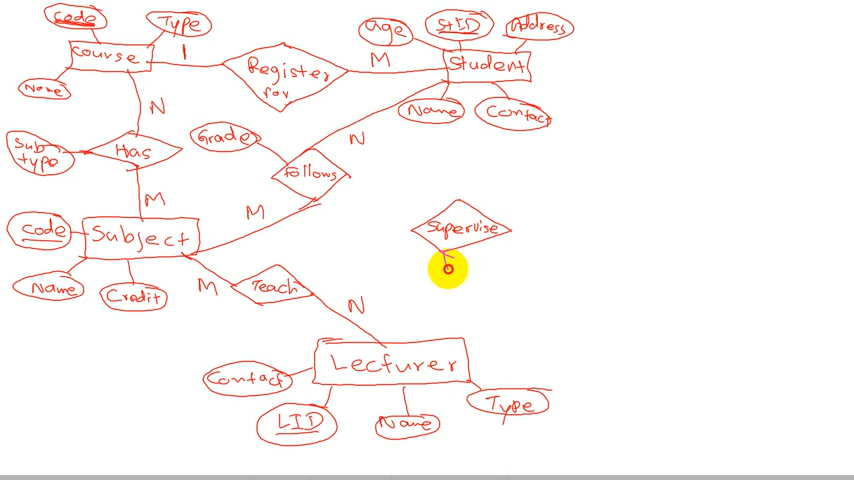 code
Type
age
StID
Address
course
1
Register
for
M
Student
Name
N
Name
Contact
Sub
type
Has
Grade
N
follows
M
M
code
Subject
Supervise
Name
Credit
M
Teach
N
Lecturer
Contact
LID
Name
Type